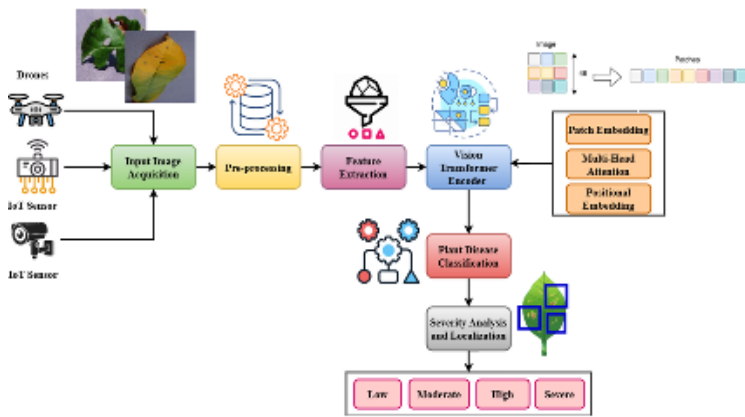 Image
Patches
Drones
Patch Embedding
Input Image
Acquisition
Pre-processing
Feature
Extraction
Vision
Transformer
Encoder
Multi-Head
Attention
Positional
Embedding
IoT Sensor
IoT Sensor
Plant Disease
Classification
Severity Analysis
and Localization
Low
Moderate
High
Severe